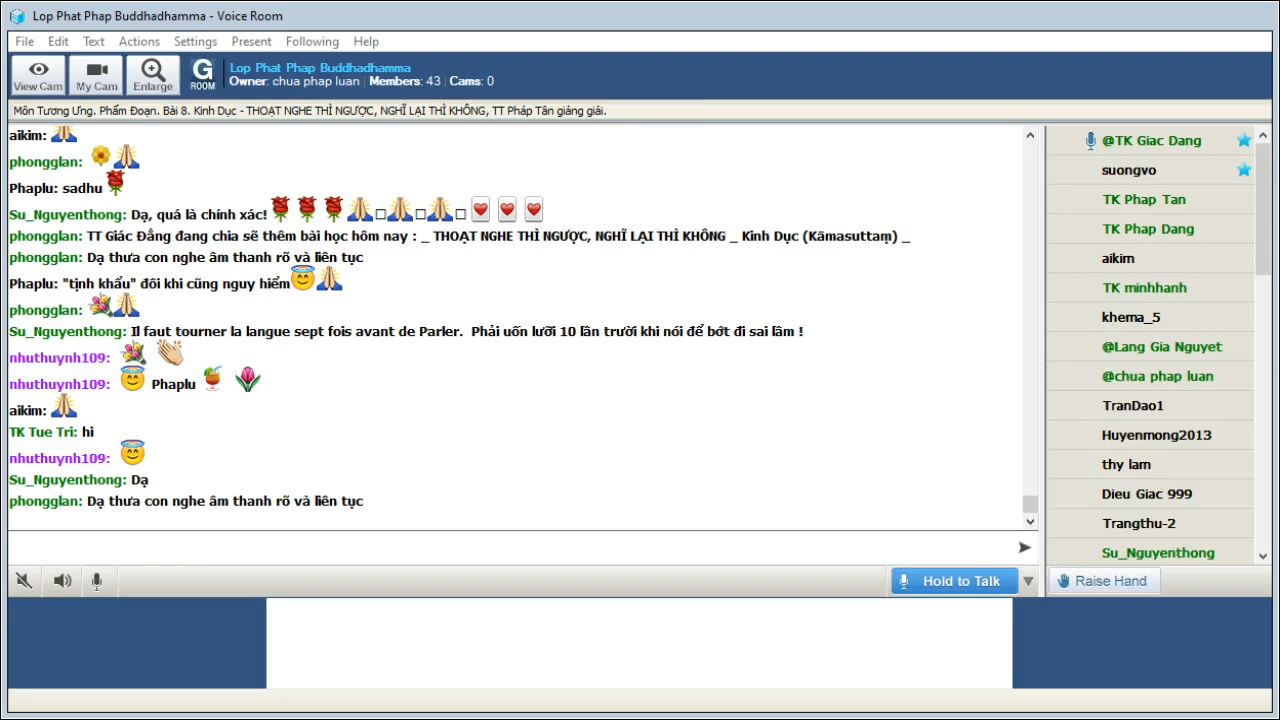 Lop Phat Phap Buddhadhamma - Voice Room
File Edit Text Actions Settings Present Following Help
View Cam My Cam Enlarge G ROOM
Lop Phat Phap Buddhadhamma
Owner: chua phap luan Members: 43 Cams: 0
Môn Tương Ưng. Phẩm Đoạn. Bài 8. Kinh Dục - THOẠT NGHE THÌ NGƯỢC, NGHĨ LẠI THÌ KHÔNG, TT Pháp Tân giảng giải.
aikim:
phongglan:
Phaplu: sadhu
Su_Nguyenthong: Dạ, quá là chính xác!
phongglan: TT Giác Đẳng đang chia sẽ thêm bài học hôm nay : _ THOẠT NGHE THÌ NGƯỢC, NGHĨ LẠI THÌ KHÔNG _ Kinh Dục (Kāmasuttaṃ) _
phongglan: Dạ thưa con nghe âm thanh rõ và liên tục
Phaplu: "tịnh khẩu" đôi khi cũng nguy hiểm
phongglan:
Su_Nguyenthong: Il faut tourner la langue sept fois avant de Parler. Phải uốn lưỡi 10 lần trười khi nói để bớt đi sai lầm !
nhuthuynh109:
nhuthuynh109: Phaplu
aikim:
TK Tue Tri: hi
nhuthuynh109:
Su_Nguyenthong: Dạ
phongglan: Dạ thưa con nghe âm thanh rõ và liên tục
Hold to Talk
@TK Giac Dang
suongvo
TK Phap Tan
TK Phap Dang
aikim
TK minhhanh
khema_5
@Lang Gia Nguyet
@chua phap luan
TranDao1
Huyenmong2013
thy lam
Dieu Giac 999
Trangthu-2
Su_Nguyenthong
Raise Hand